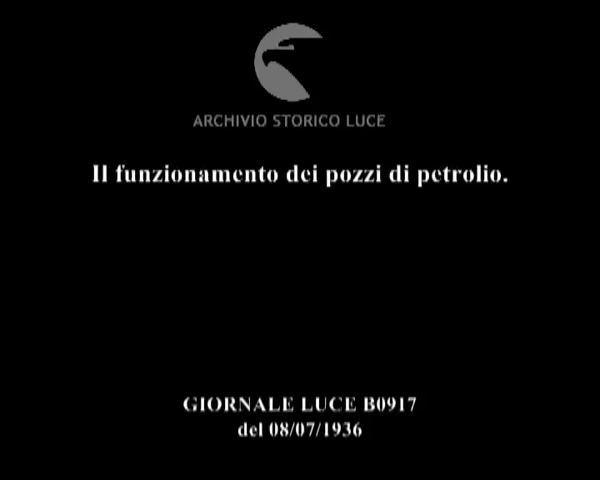 ARCHIVIO STORICO LUCE
Il funzionamento dei pozzi di petrolio.
GIORNALE LUCE B0917
del 08/07/1936